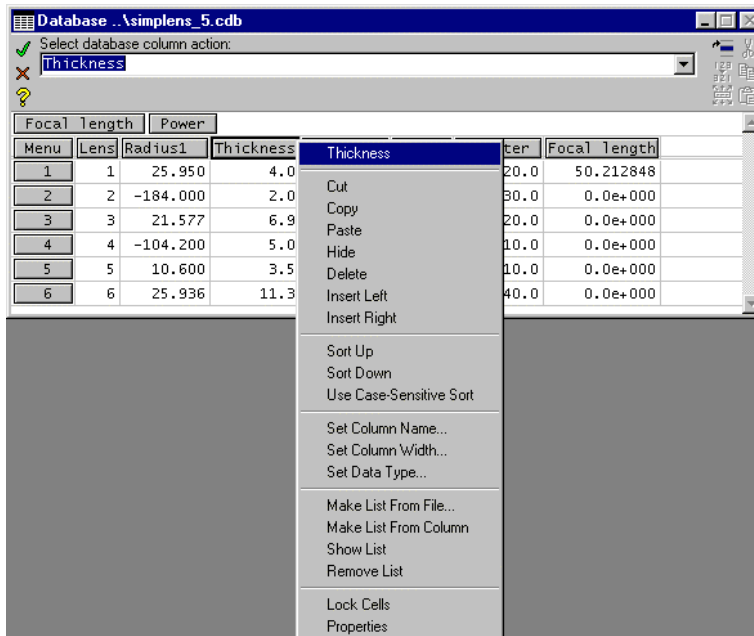 Database ..\simplens_5.cdb
Select database column action:
Thickness
Focal length Power
Menu Lens Radius1 Thickness ter Focal length
1 1 25.950 4.0 20.0 50.212848
2 2 -184.000 2.0 30.0 0.0e+000
3 3 21.577 6.9 20.0 0.0e+000
4 4 -104.200 5.0 10.0 0.0e+000
5 5 10.600 3.5 10.0 0.0e+000
6 6 25.936 11.3 40.0 0.0e+000
Thickness
Cut
Copy
Paste
Hide
Delete
Insert Left
Insert Right
Sort Up
Sort Down
Use Case-Sensitive Sort
Set Column Name...
Set Column Width...
Set Data Type...
Make List From File...
Make List From Column
Show List
Remove List
Lock Cells
Properties